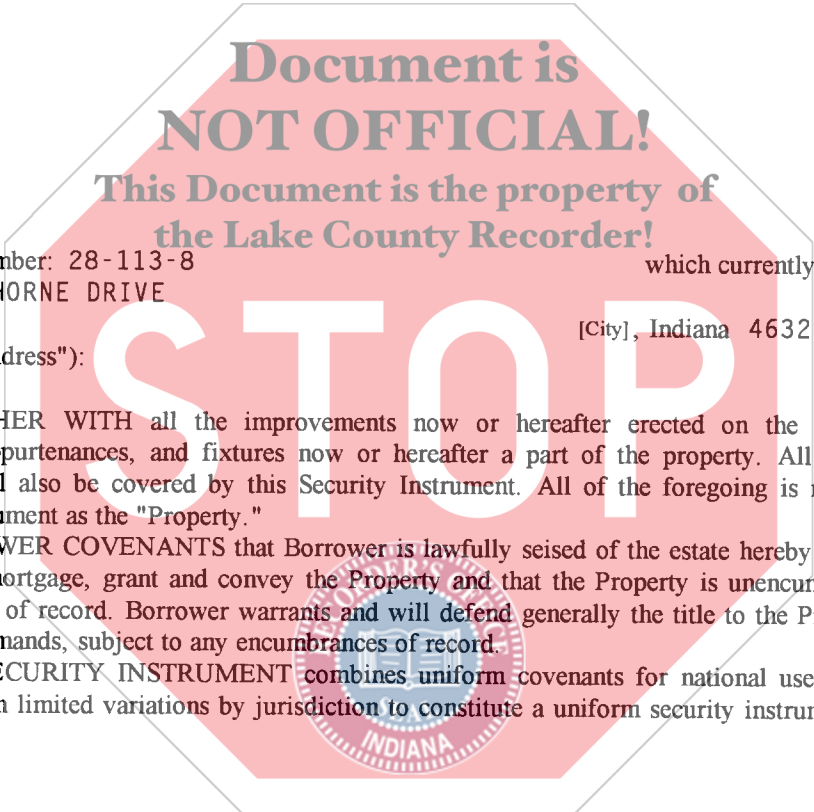 Document is
NOT OFFICIAL!
This Document is the property of
the Lake County Recorder!
nber: 28-113-8 which currently
HORNE DRIVE
[City], Indiana 4632
dress"):
STOP
HER WITH all the improvements now or hereafter erected on the
purtenances, and fixtures now or hereafter a part of the property. All
l also be covered by this Security Instrument. All of the foregoing is
ument as the "Property."
WER COVENANTS that Borrower is lawfully seised of the estate hereby
ortgage, grant and convey the Property and that the Property is unencum
of record. Borrower warrants and will defend generally the title to the P
mands, subject to any encumbrances of record.
ECURITY INSTRUMENT combines uniform covenants for national use
n limited variations by jurisdiction to constitute a uniform security instrum
RECORDER'S OFFICE
SEAL
INDIANA